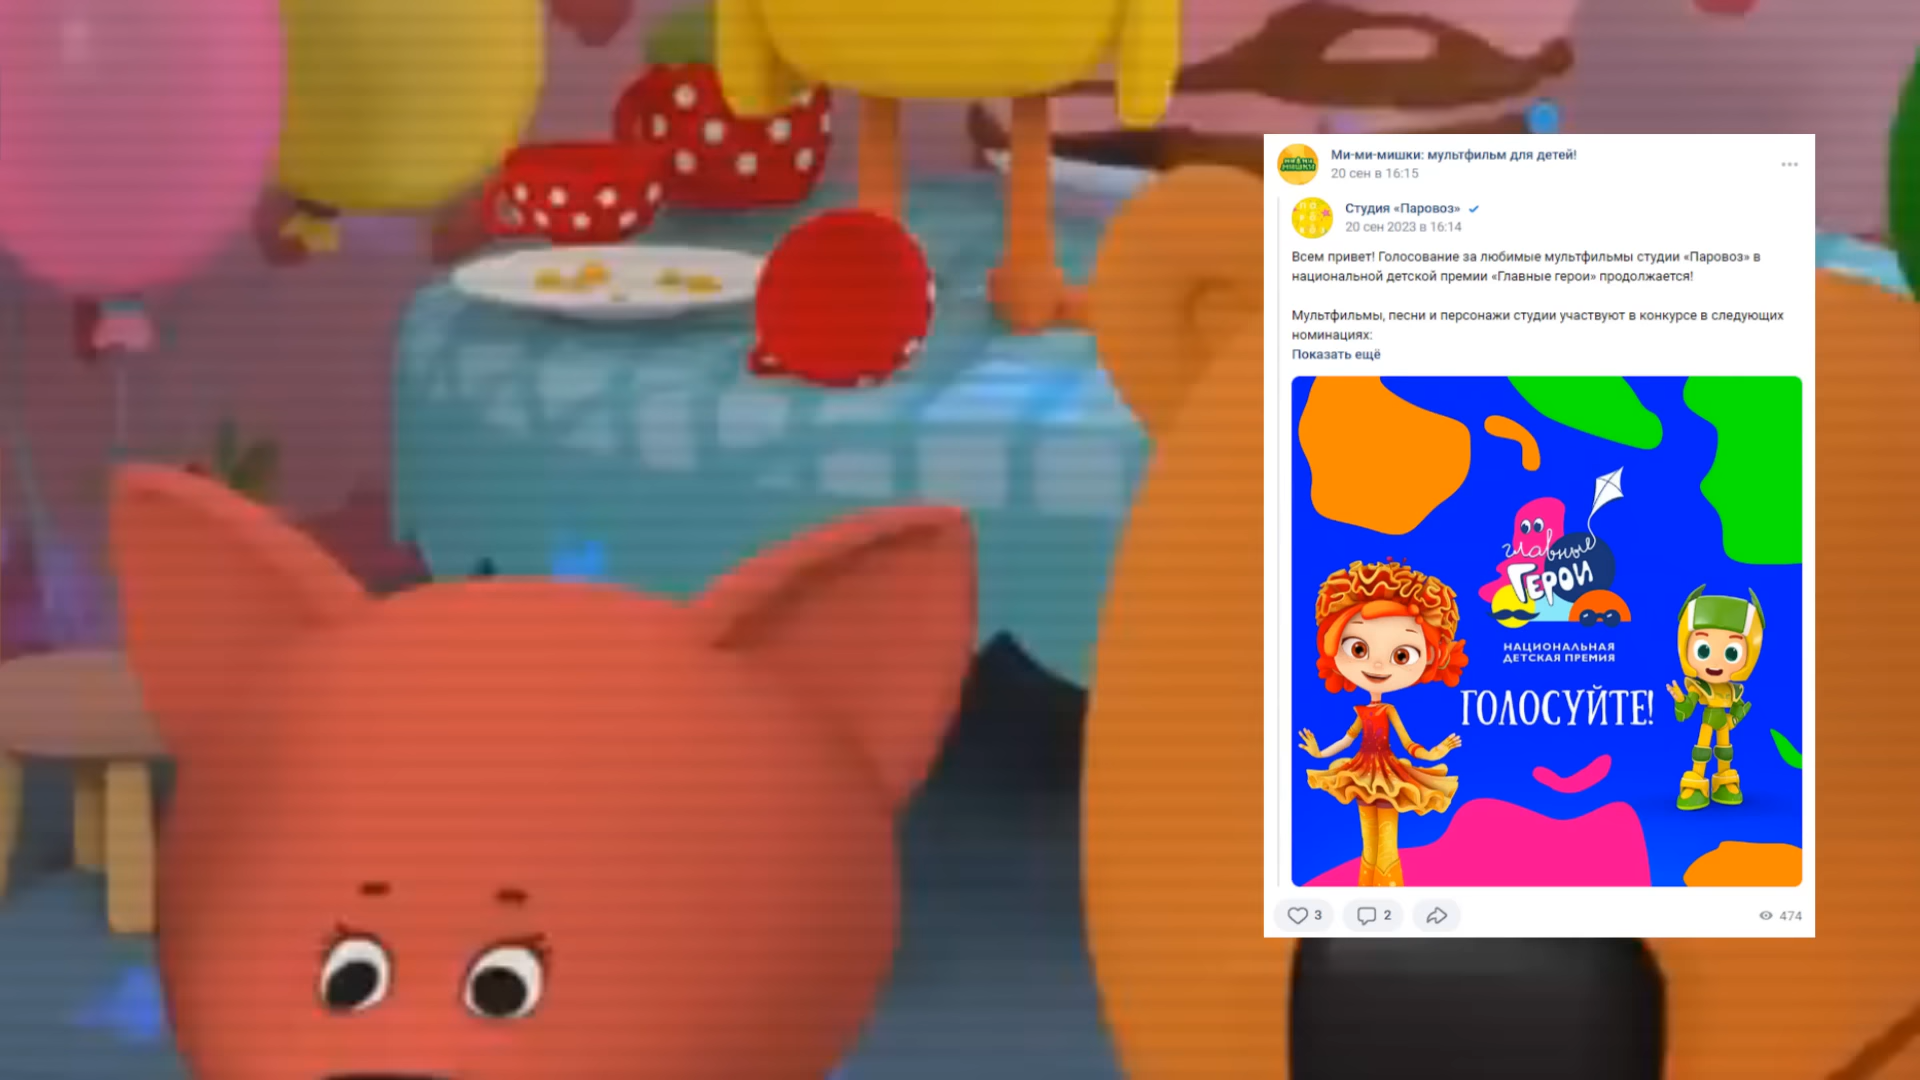 Ми-ми-мишки: мультфильм для детей!
20 сен в 16:15
Студия «Паровоз»
20 сен 2023 в 16:14
Всем привет! Голосование за любимые мультфильмы студии «Паровоз» в
национальной детской премии «Главные герои» продолжается!
Мультфильмы, песни и персонажи студии участвуют в конкурсе в следующих
номинациях:
Показать ещё
главные
ГЕРОИ
НАЦИОНАЛЬНАЯ
ДЕТСКАЯ ПРЕМИЯ
ГОЛОСУЙТЕ!
3
2
474